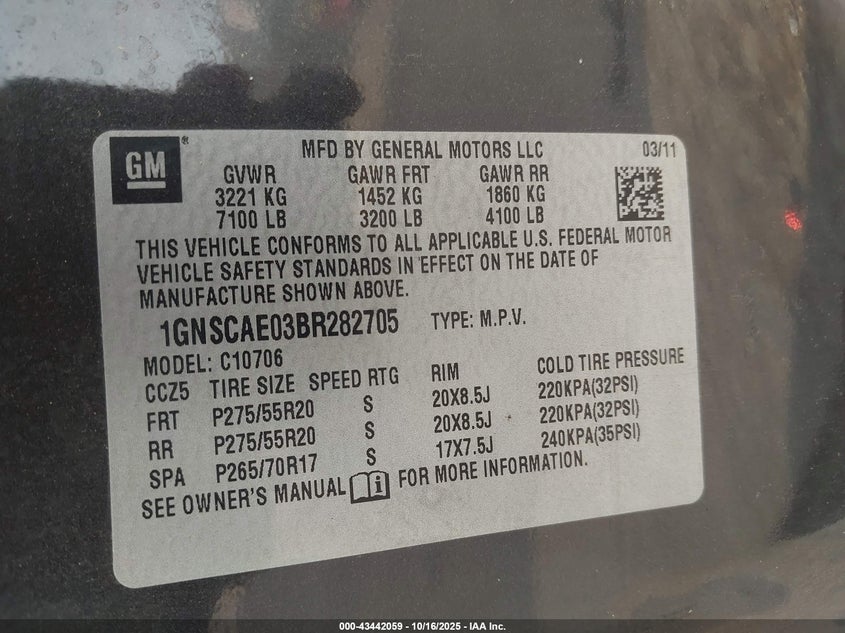 GM®
MFD BY GENERAL MOTORS LLC 03/11
GVWR GAWR FRT GAWR RR
3221 KG 1452 KG 1860 KG
7100 LB 3200 LB 4100 LB
THIS VEHICLE CONFORMS TO ALL APPLICABLE U.S. FEDERAL MOTOR
VEHICLE SAFETY STANDARDS IN EFFECT ON THE DATE OF
MANUFACTURE SHOWN ABOVE.
1GNSCAE03BR282705 TYPE: M.P.V.
MODEL: C10706
CCZ5 TIRE SIZE SPEED RTG RIM COLD TIRE PRESSURE
FRT P275/55R20 S 20X8.5J 220KPA(32PSI)
RR P275/55R20 S 20X8.5J 220KPA(32PSI)
SPA P265/70R17 S 17X7.5J 240KPA(35PSI)
SEE OWNER'S MANUAL FOR MORE INFORMATION.
000-43442059 - 10/16/2025 - IAA Inc.